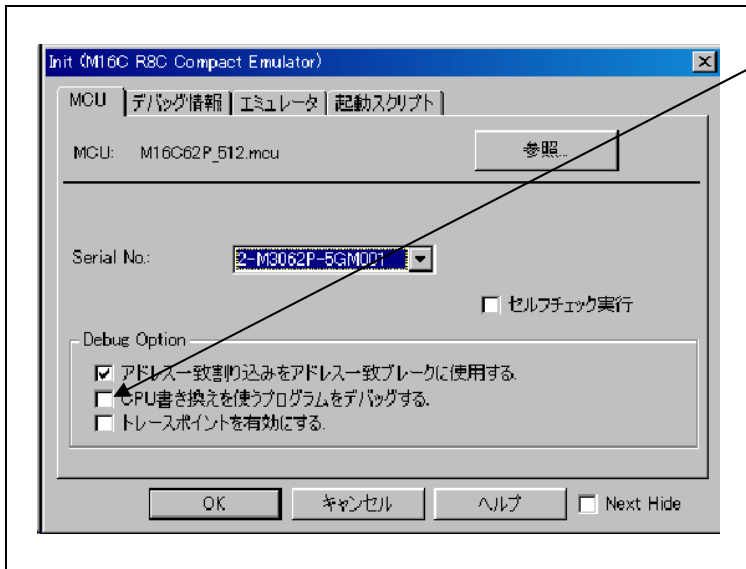 Init (M16C R8C Compact Emulator)
MCU デバッグ情報 エミュレータ 起動スクリプト
MCU: M16C62P_512.mcu 参照...
Serial No.: 2-M3062P-5GM001
セルフチェック実行
Debug Option
アドレス一致割り込みをアドレス一致ブレークに使用する.
CPU書き換えを使うプログラムをデバッグする.
トレースポイントを有効にする.
OK キャンセル ヘルプ Next Hide